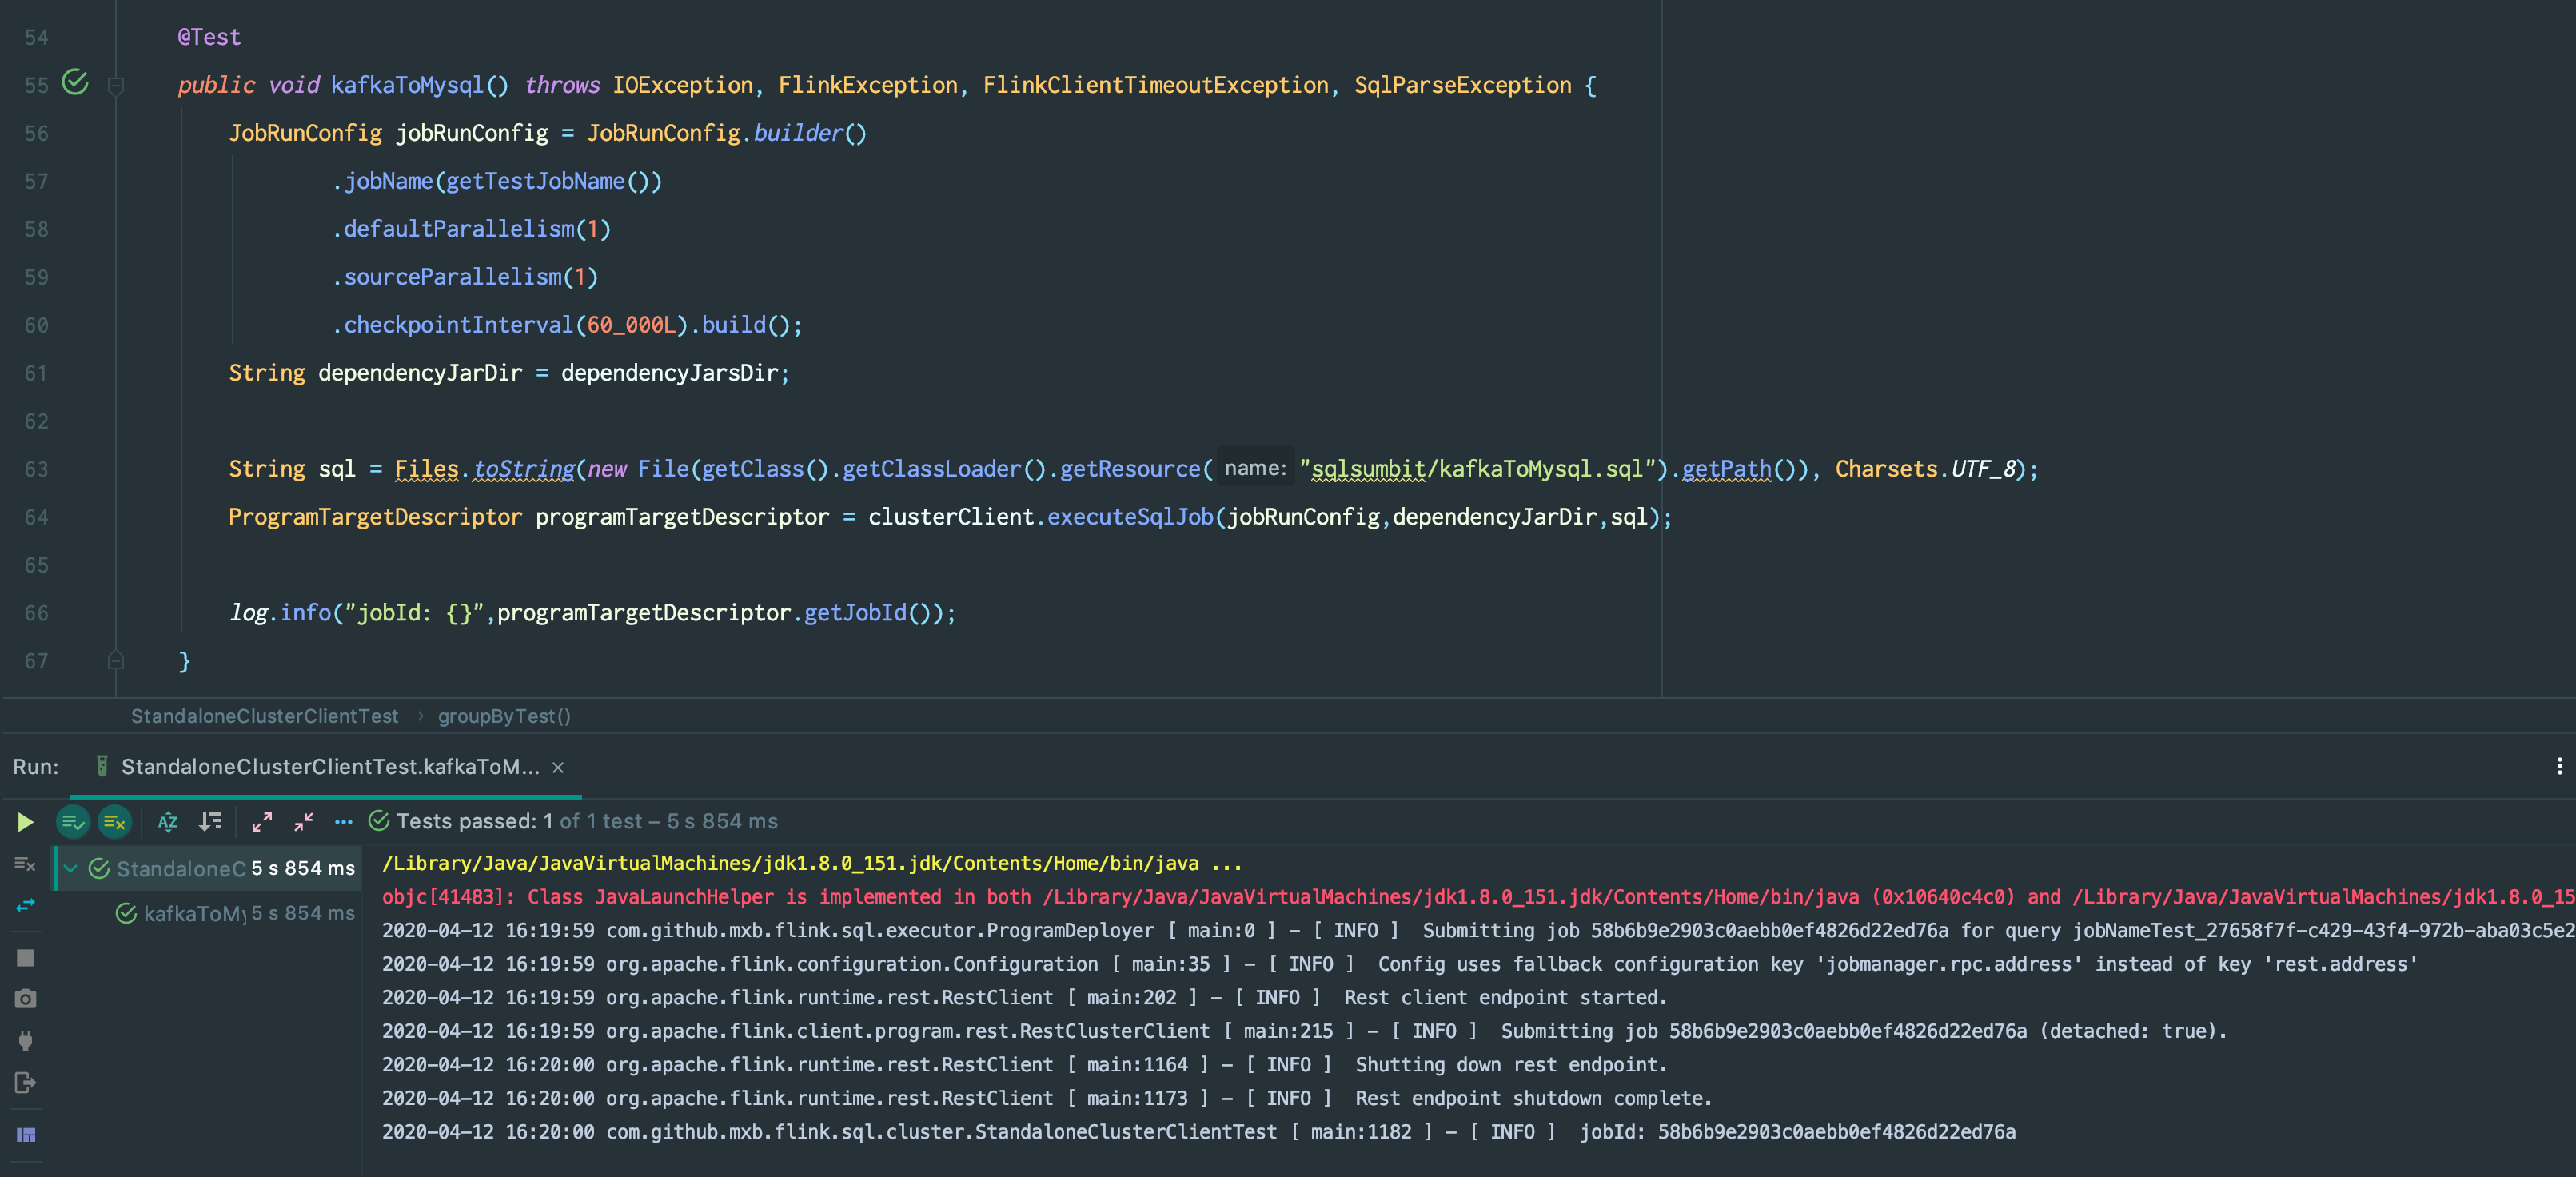 54 @Test
55 public void kafkaToMysql() throws IOException, FlinkException, FlinkClientTimeoutException, SqlParseException {
56 JobRunConfig jobRunConfig = JobRunConfig.builder()
57 .jobName(getTestJobName())
58 .defaultParallelism(1)
59 .sourceParallelism(1)
60 .checkpointInterval(60_000L).build();
61 String dependencyJarDir = dependencyJarsDir;
62
63 String sql = Files.toString(new File(getClass().getClassLoader().getResource( name: "sqlsumbit/kafkaToMysql.sql").getPath()), Charsets.UTF_8);
64 ProgramTargetDescriptor programTargetDescriptor = clusterClient.executeSqlJob(jobRunConfig,dependencyJarDir,sql);
65
66 log.info("jobId: {}",programTargetDescriptor.getJobId());
67 }
StandaloneClusterClientTest › groupByTest()
Run: StandaloneClusterClientTest.kafkaToM... ×
Tests passed: 1 of 1 test – 5 s 854 ms
StandaloneC 5 s 854 ms
kafkaToMy 5 s 854 ms
/Library/Java/JavaVirtualMachines/jdk1.8.0_151.jdk/Contents/Home/bin/java ...
objc[41483]: Class JavaLaunchHelper is implemented in both /Library/Java/JavaVirtualMachines/jdk1.8.0_151.jdk/Contents/Home/bin/java (0x10640c4c0) and /Library/Java/JavaVirtualMachines/jdk1.8.0_15
2020-04-12 16:19:59 com.github.mxb.flink.sql.executor.ProgramDeployer [ main:0 ] - [ INFO ] Submitting job 58b6b9e2903c0aebb0ef4826d22ed76a for query jobNameTest_27658f7f-c429-43f4-972b-aba03c5e2
2020-04-12 16:19:59 org.apache.flink.configuration.Configuration [ main:35 ] - [ INFO ] Config uses fallback configuration key 'jobmanager.rpc.address' instead of key 'rest.address'
2020-04-12 16:19:59 org.apache.flink.runtime.rest.RestClient [ main:202 ] - [ INFO ] Rest client endpoint started.
2020-04-12 16:19:59 org.apache.flink.client.program.rest.RestClusterClient [ main:215 ] - [ INFO ] Submitting job 58b6b9e2903c0aebb0ef4826d22ed76a (detached: true).
2020-04-12 16:20:00 org.apache.flink.runtime.rest.RestClient [ main:1164 ] - [ INFO ] Shutting down rest endpoint.
2020-04-12 16:20:00 org.apache.flink.runtime.rest.RestClient [ main:1173 ] - [ INFO ] Rest endpoint shutdown complete.
2020-04-12 16:20:00 com.github.mxb.flink.sql.cluster.StandaloneClusterClientTest [ main:1182 ] - [ INFO ] jobId: 58b6b9e2903c0aebb0ef4826d22ed76a